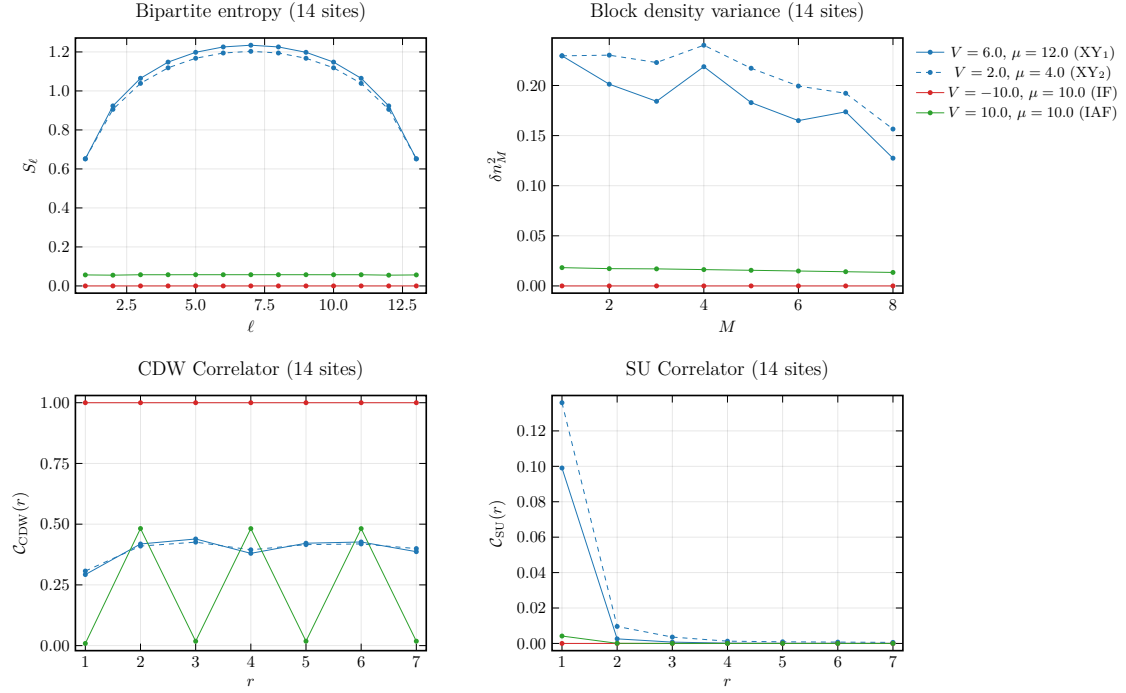 Bipartite entropy (14 sites)
1.2
1.0
0.8
0.6
0.4
0.2
0.0
S_ℓ
2.5 5.0 7.5 10.0 12.5
ℓ
Block density variance (14 sites)
0.20
0.15
0.10
0.05
0.00
δn²_M
2 4 6 8
M
V = 6.0, μ = 12.0 (XY₁)
V = 2.0, μ = 4.0 (XY₂)
V = −10.0, μ = 10.0 (IF)
V = 10.0, μ = 10.0 (IAF)
CDW Correlator (14 sites)
1.00
0.75
0.50
0.25
0.00
𝒞_CDW(r)
1 2 3 4 5 6 7
r
SU Correlator (14 sites)
0.12
0.10
0.08
0.06
0.04
0.02
0.00
𝒞_SU(r)
1 2 3 4 5 6 7
r